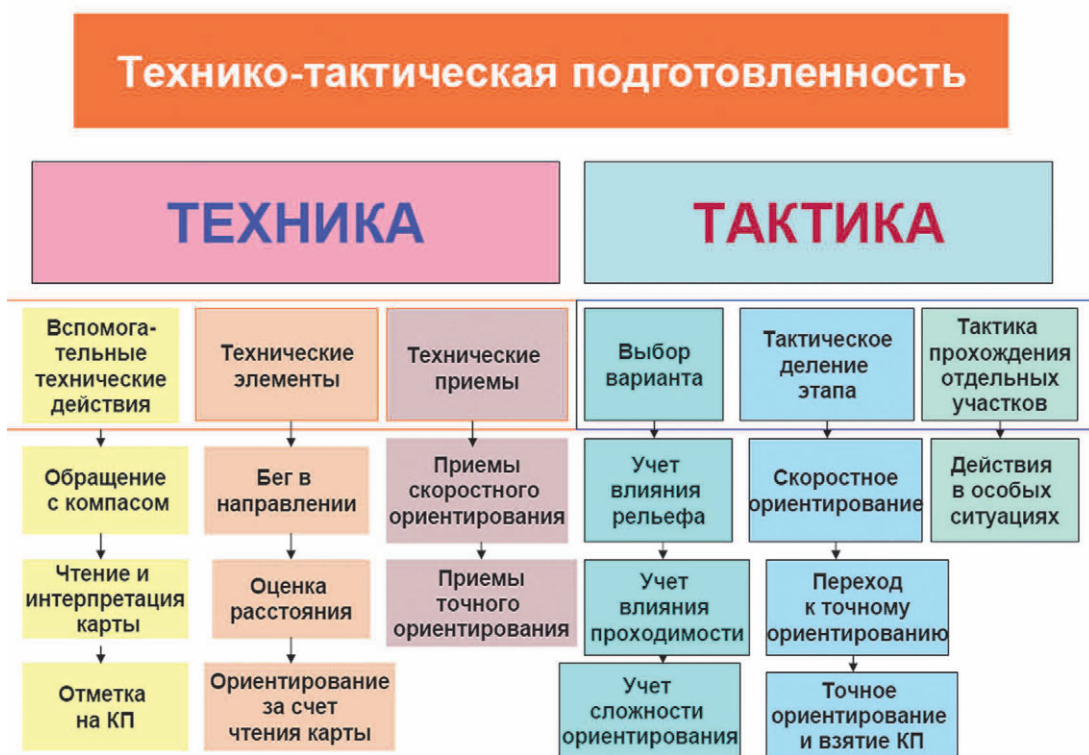 Технико-тактическая подготовленность
ТЕХНИКА
ТАКТИКА
Вспомога-
тельные
технические
действия
Технические
элементы
Технические
приемы
Выбор
варианта
Тактическое
деление
этапа
Тактика
прохождения
отдельных
участков
Обращение
с компасом
Бег в
направлении
Приемы
скоростного
ориентирования
Учет
влияния
рельефа
Скоростное
ориентирование
Действия
в особых
ситуациях
Чтение и
интерпретация
карты
Оценка
расстояния
Приемы
точного
ориентирования
Учет
влияния
проходимости
Переход
к точному
ориентированию
Отметка
на КП
Ориентирование
за счет
чтения карты
Учет
сложности
ориентирования
Точное
ориентирование
и взятие КП